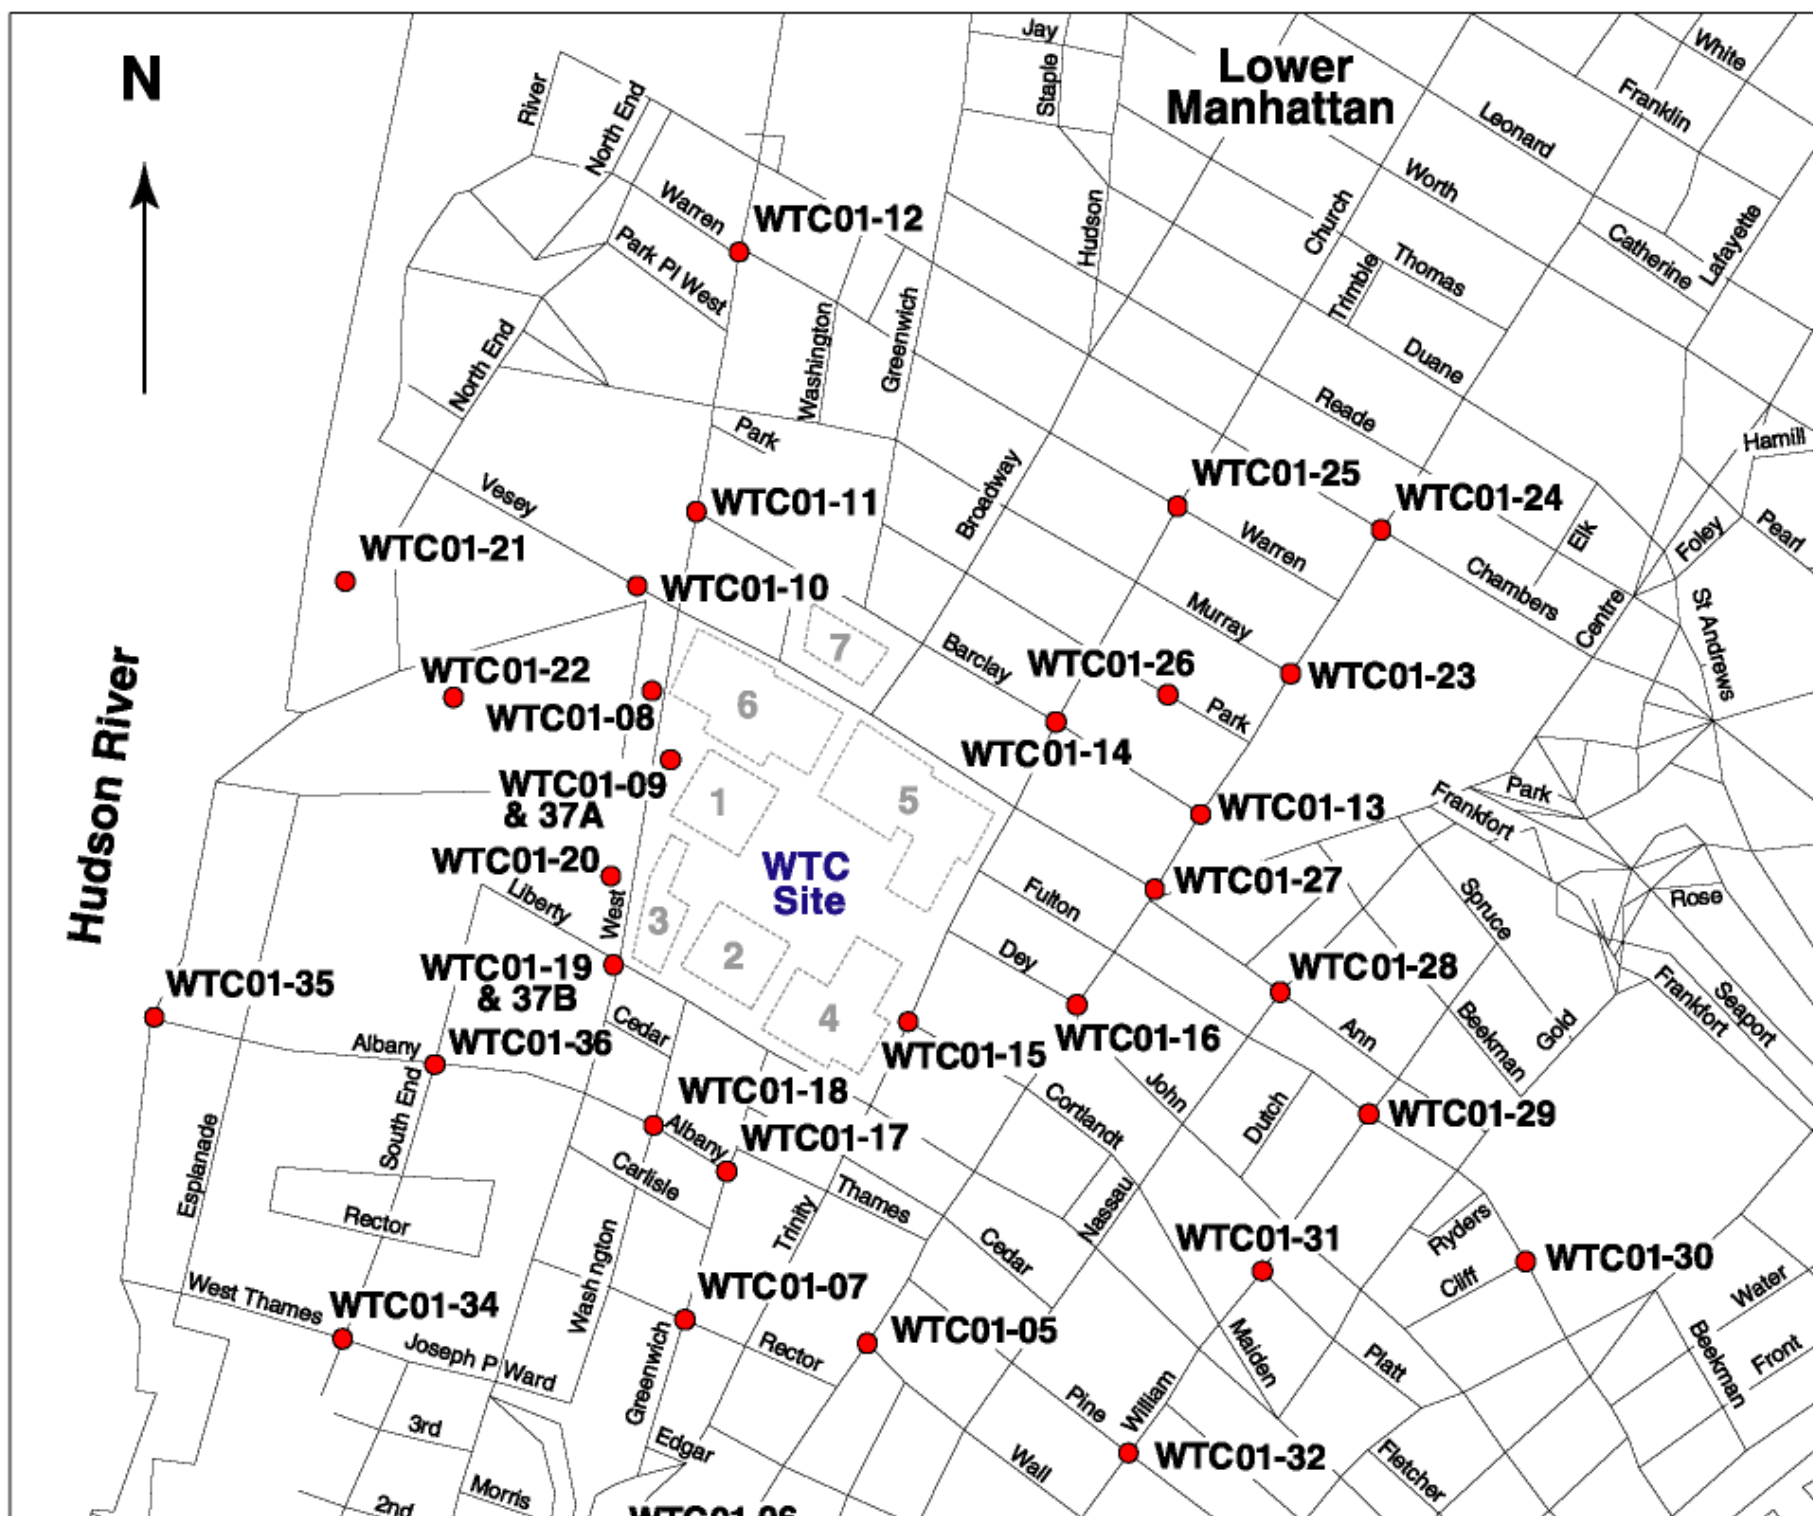 Jay
White
N
Lower
Manhattan
River
North End
Staple
Franklin
Leonard
Worth
Warren
WTC01-12
Hudson
Church
Lafayette
Catherine
Park Pl West
Thomas
Trimble
Washington
Greenwich
North End
Duane
Reade
Park
Hamill
Broadway
WTC01-25
Vesey
WTC01-11
WTC01-24
Elk
Foley
Pearl
WTC01-21
Warren
WTC01-10
Chambers
Centre
St Andrews
Murray
7
Barclay
WTC01-26
WTC01-23
WTC01-22
6
Park
WTC01-08
WTC01-14
Hudson River
WTC01-09
& 37A
1
5
Park
Frankfort
WTC01-13
WTC01-20
WTC
Site
WTC01-27
Liberty
West
3
Fulton
Spruce
Rose
2
Dey
WTC01-19
& 37B
WTC01-28
WTC01-35
Frankfort
Seaport
4
Cedar
Ann
Beekman
Gold
Albany
WTC01-36
WTC01-15
WTC01-16
South End
WTC01-18
Cortlandt
John
Dutch
WTC01-29
Albany
WTC01-17
Esplanade
Carlisle
Thames
Nassau
Rector
Trinity
Cedar
Ryders
WTC01-31
WTC01-30
Cliff
Wash ngton
WTC01-07
West Thames
WTC01-34
WTC01-05
Water
Joseph P Ward
Rector
Maiden
Platt
Beekman
Front
Greenwich
Pine
William
3rd
Edgar
Wall
WTC01-32
Fletcher
Morris
2nd
WTC01-06